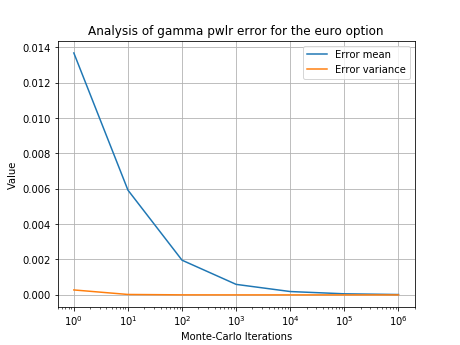 Analysis of gamma pwlr error for the euro option
0.014
0.012
0.010
0.008
0.006
0.004
0.002
0.000
Value
Error mean
Error variance
10⁰ 10¹ 10² 10³ 10⁴ 10⁵ 10⁶
Monte-Carlo Iterations